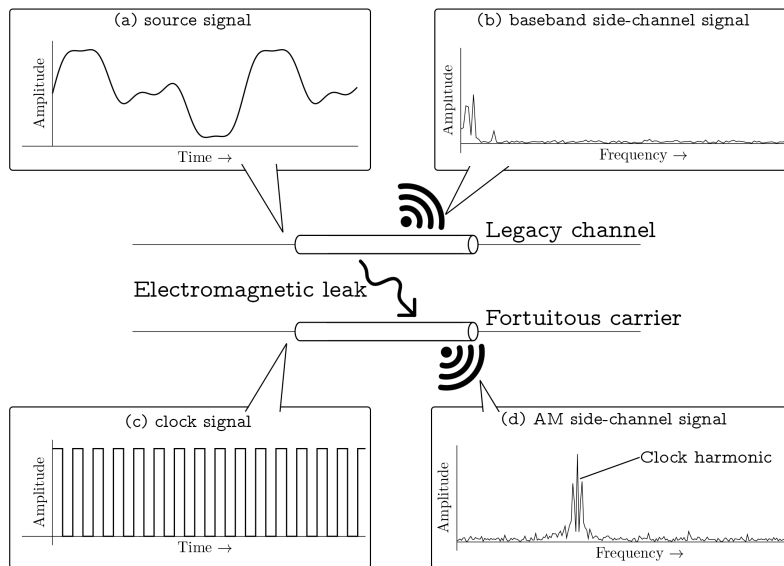 (a) source signal
Amplitude
Time →
(b) baseband side-channel signal
Amplitude
Frequency →
Legacy channel
Electromagnetic leak
Fortuitous carrier
(c) clock signal
Amplitude
Time →
(d) AM side-channel signal
Clock harmonic
Amplitude
Frequency →